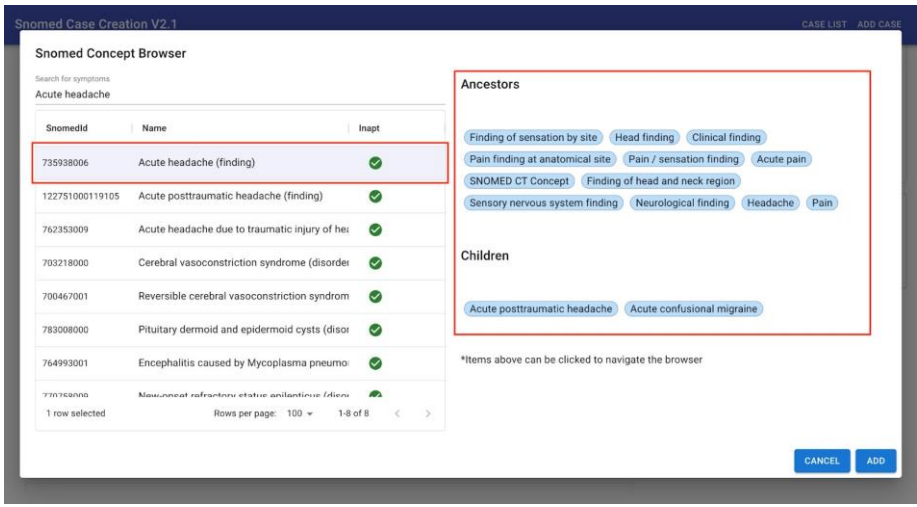 Snomed Case Creation V2.1
CASE LIST ADD CASE
Snomed Concept Browser
Search for symptoms
Acute headache
SnomedId Name Inapt
735938006 Acute headache (finding)
122751000119105 Acute posttraumatic headache (finding)
762353009 Acute headache due to traumatic injury of hea
703218000 Cerebral vasoconstriction syndrome (disorder
700467001 Reversible cerebral vasoconstriction syndrom
783008000 Pituitary dermoid and epidermoid cysts (disor
764993001 Encephalitis caused by Mycoplasma pneumo
770758009 New-onset refractory status epilepticus (disor
1 row selected Rows per page: 100 1-8 of 8
Ancestors
Finding of sensation by site Head finding Clinical finding
Pain finding at anatomical site Pain / sensation finding Acute pain
SNOMED CT Concept Finding of head and neck region
Sensory nervous system finding Neurological finding Headache Pain
Children
Acute posttraumatic headache Acute confusional migraine
*Items above can be clicked to navigate the browser
CANCEL ADD